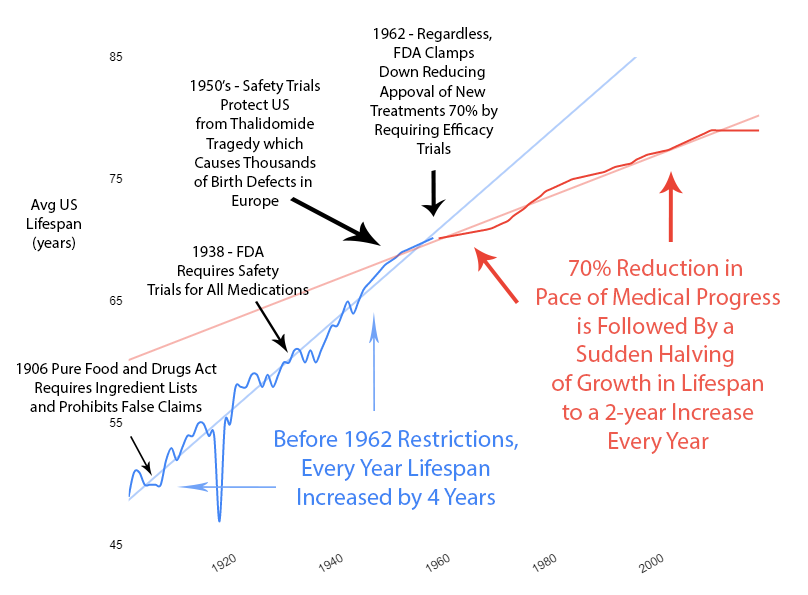 1962 - Regardless,
FDA Clamps
Down Reducing
Appoval of New
Treatments 70% by
Requiring Efficacy
Trials
85
1950's - Safety Trials
Protect US
from Thalidomide
Tragedy which
Causes Thousands
of Birth Defects in
Europe
75
Avg US
Lifespan
(years)
1938 - FDA
Requires Safety
Trials for All Medications
70% Reduction in
Pace of Medical Progress
is Followed By a
Sudden Halving
of Growth in Lifespan
to a 2-year Increase
Every Year
65
1906 Pure Food and Drugs Act
Requires Ingredient Lists
and Prohibits False Claims
55
Before 1962 Restrictions,
Every Year Lifespan
Increased by 4 Years
45
1920
1940
1960
1980
2000